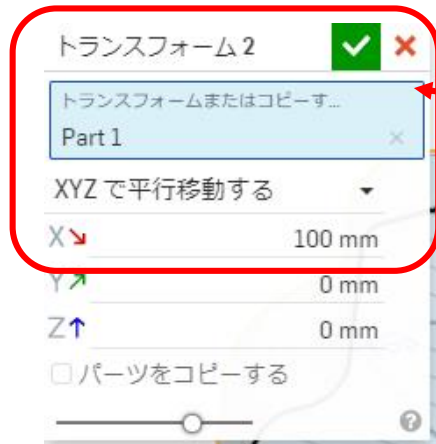 トランスフォーム 2
トランスフォームまたはコピーす...
Part 1
XYZ で平行移動する
X 100 mm
Y 0 mm
Z 0 mm
パーツをコピーする